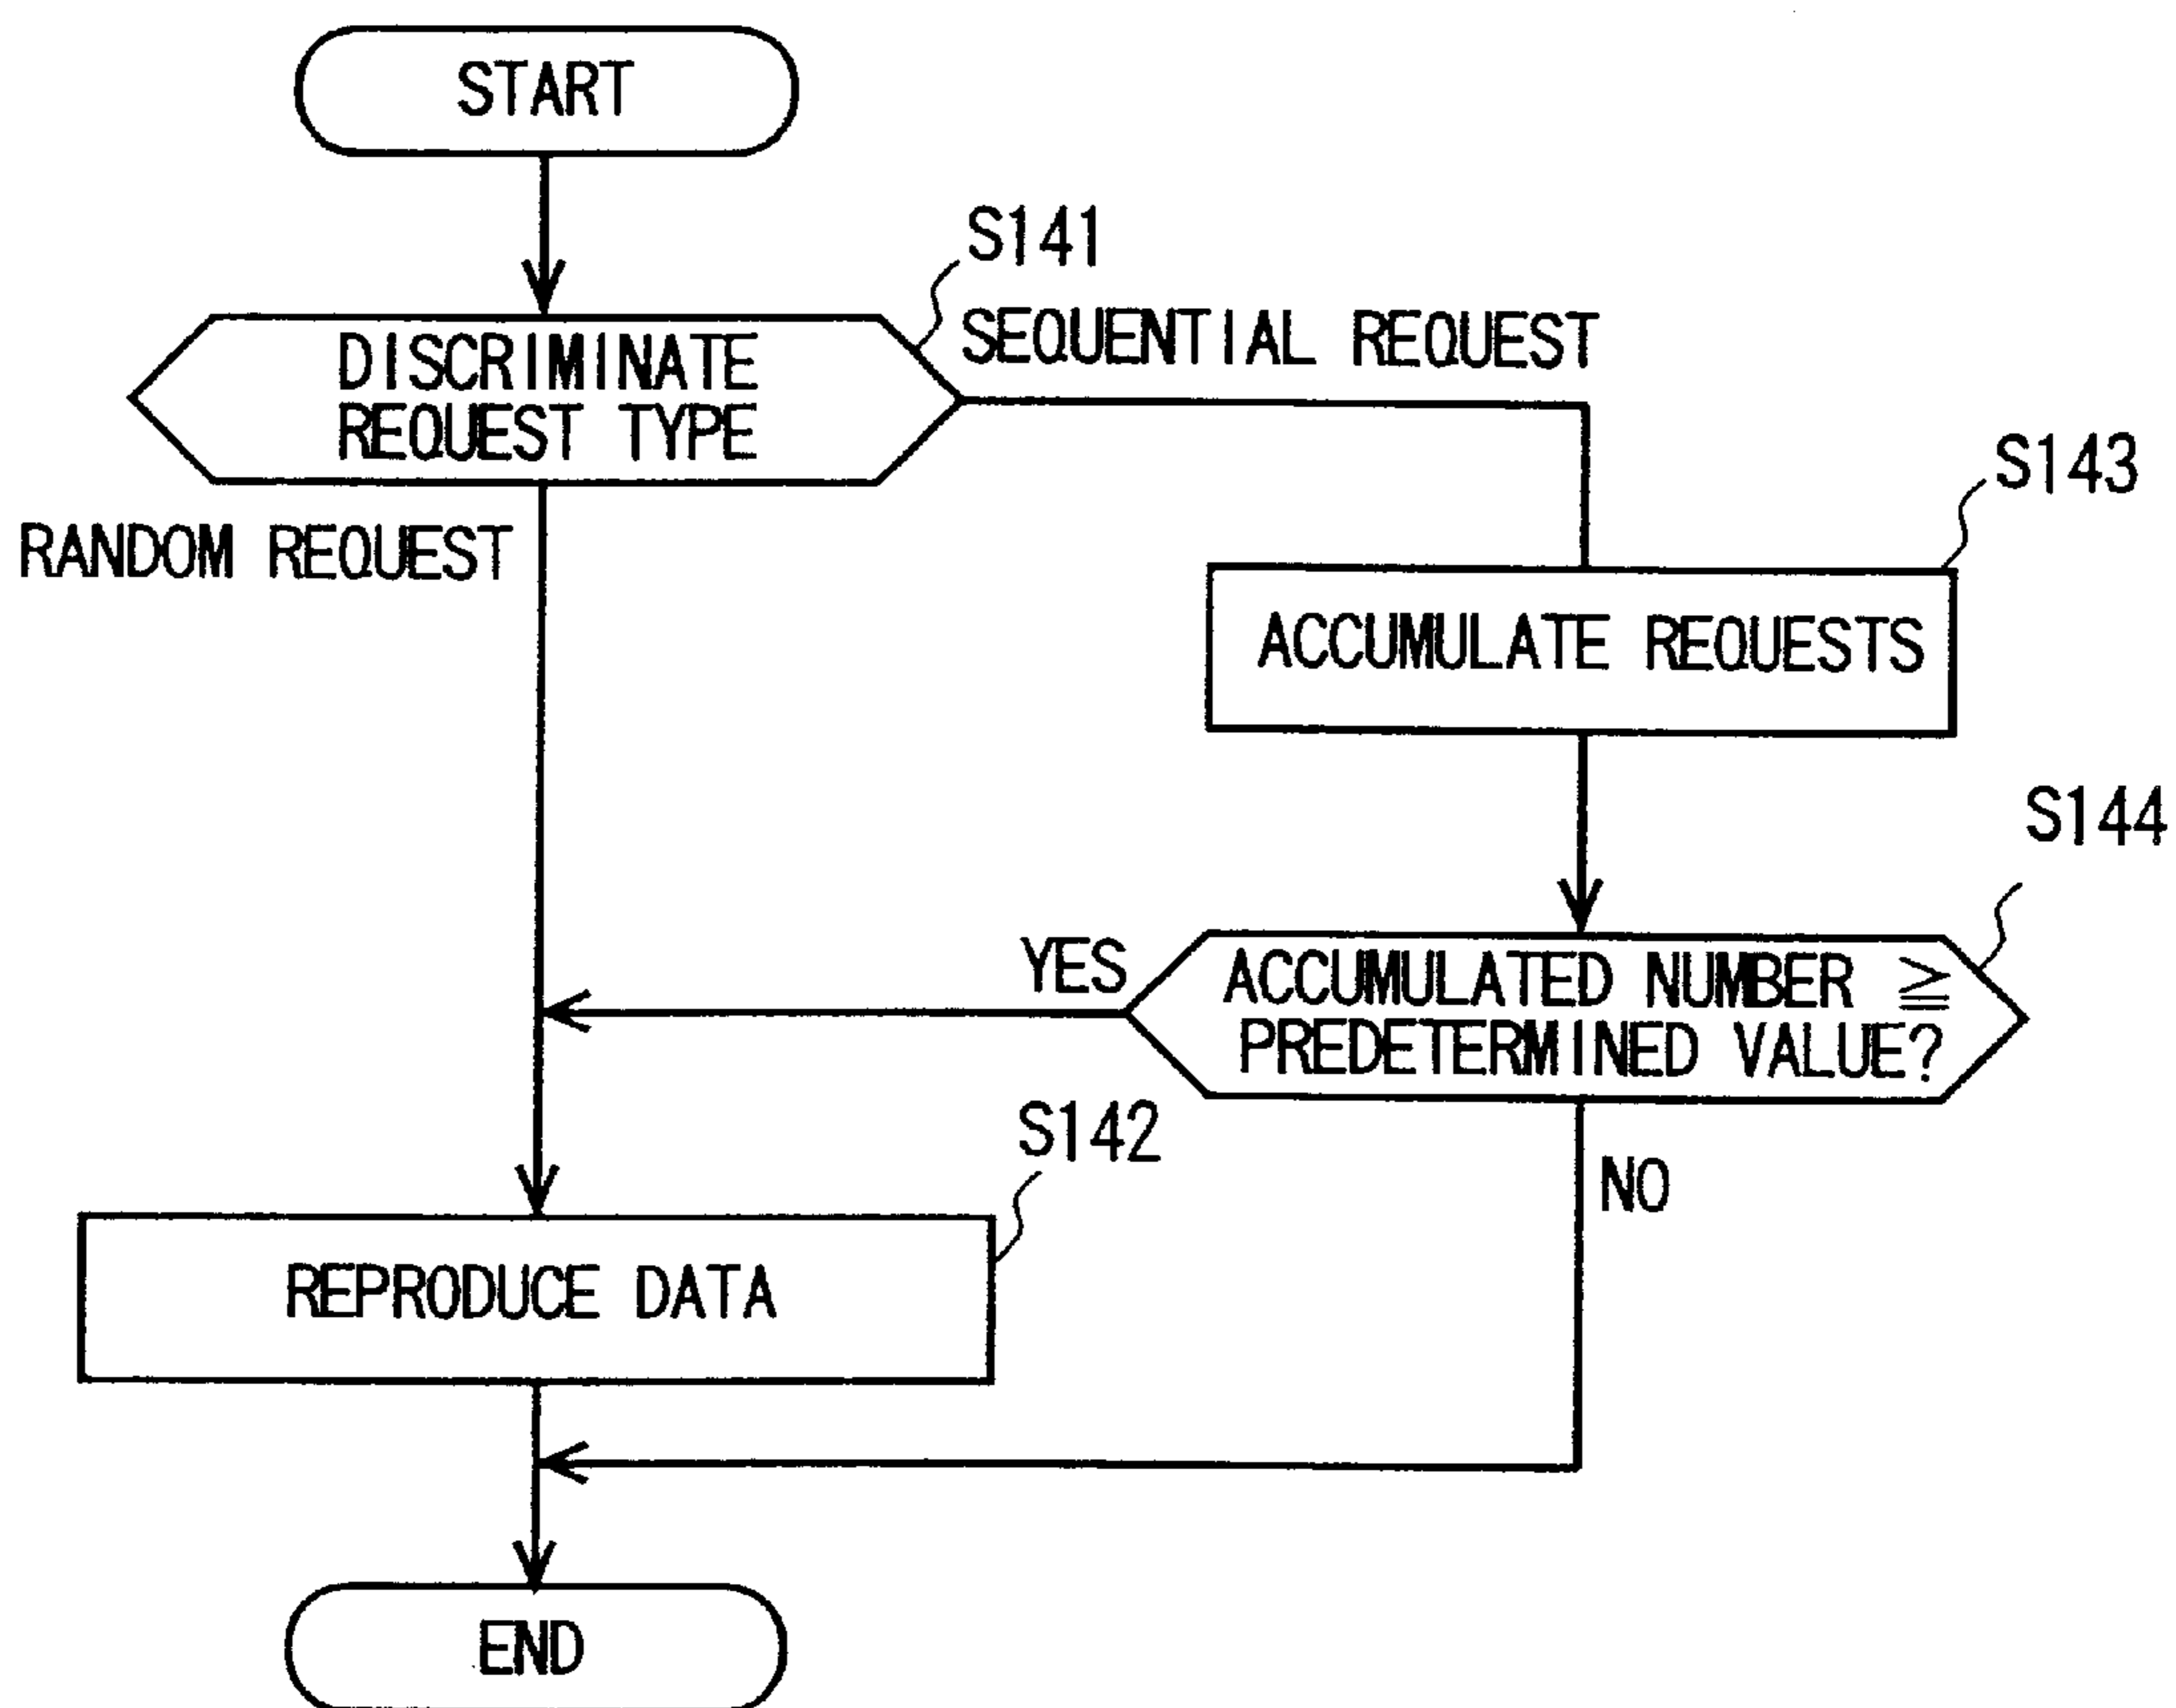 START
S141
DISCRIMINATE
REQUEST TYPE
SEQUENTIAL REQUEST
RANDOM REQUEST
S143
ACCUMULATE REQUESTS
S144
YES
ACCUMULATED NUMBER ≧
PREDETERMINED VALUE?
S142
NO
REPRODUCE DATA
END